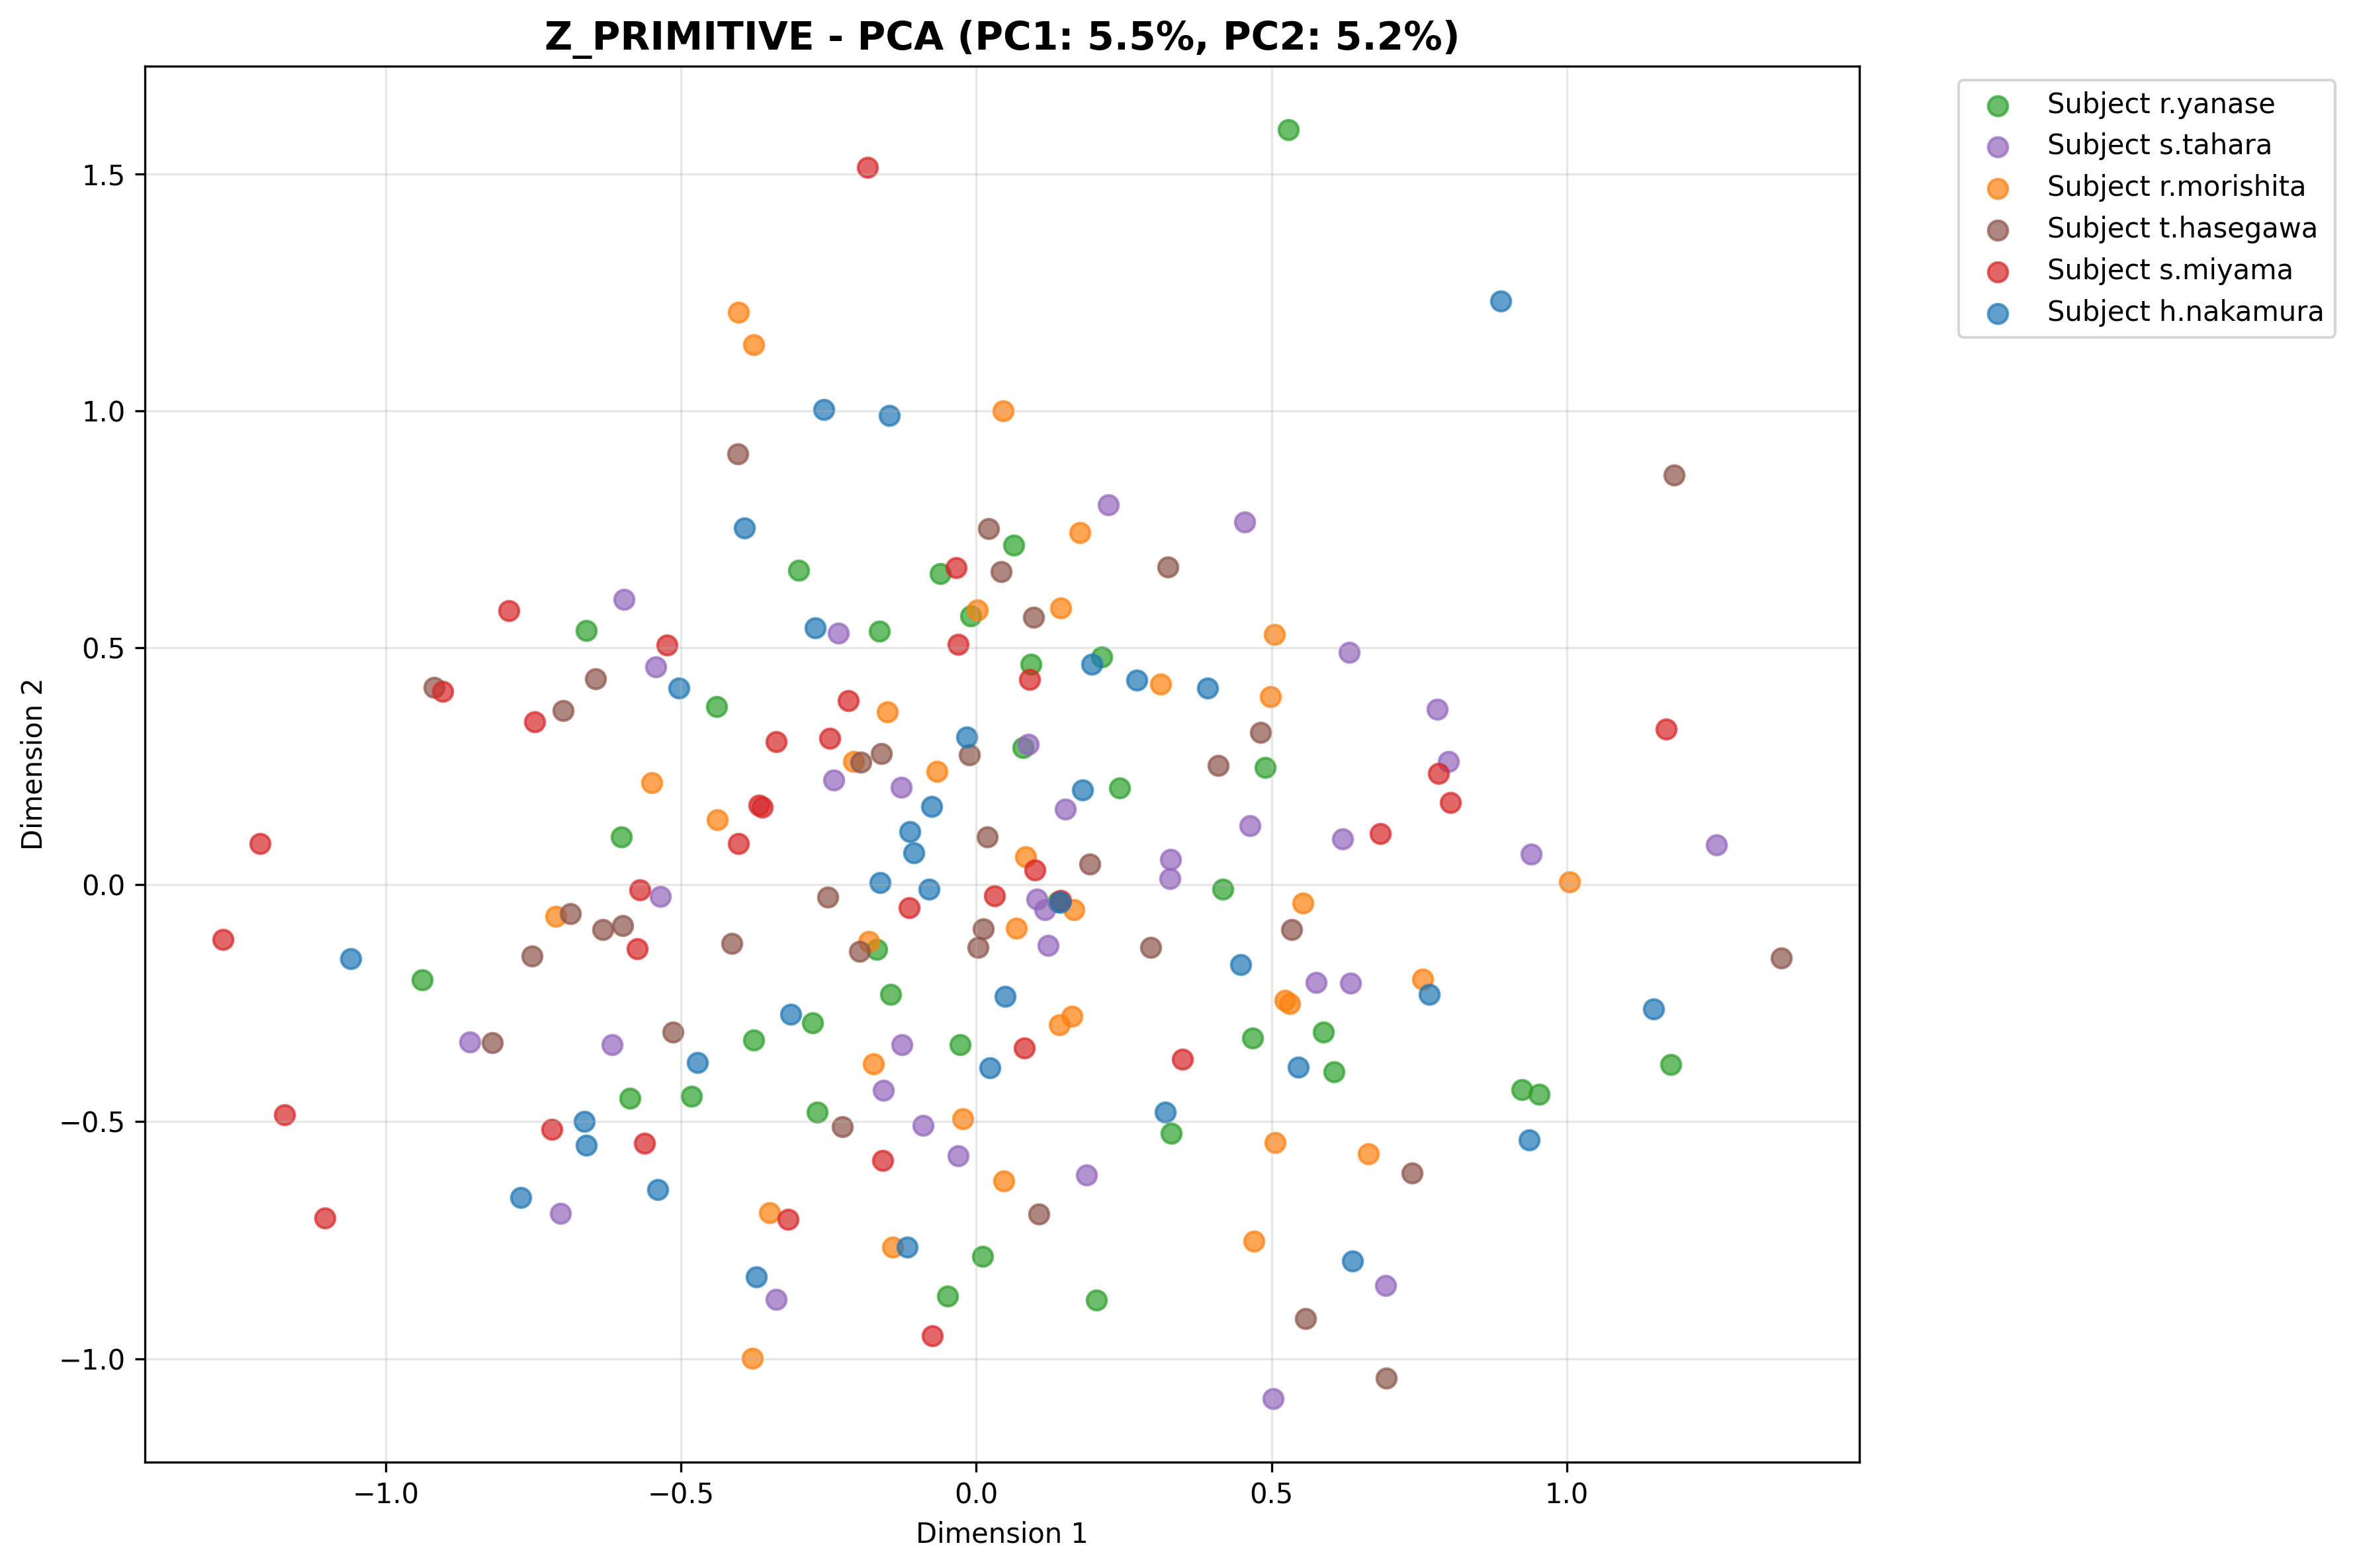 Z_PRIMITIVE - PCA (PC1: 5.5%, PC2: 5.2%)
Subject r.yanase
Subject s.tahara
Subject r.morishita
Subject t.hasegawa
Subject s.miyama
Subject h.nakamura
Dimension 2
1.5
1.0
0.5
0.0
−0.5
−1.0
−1.0
−0.5
0.0
0.5
1.0
Dimension 1